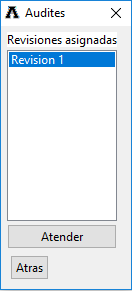 Audites
Revisiones asignadas
Revision 1
Atender
Atras